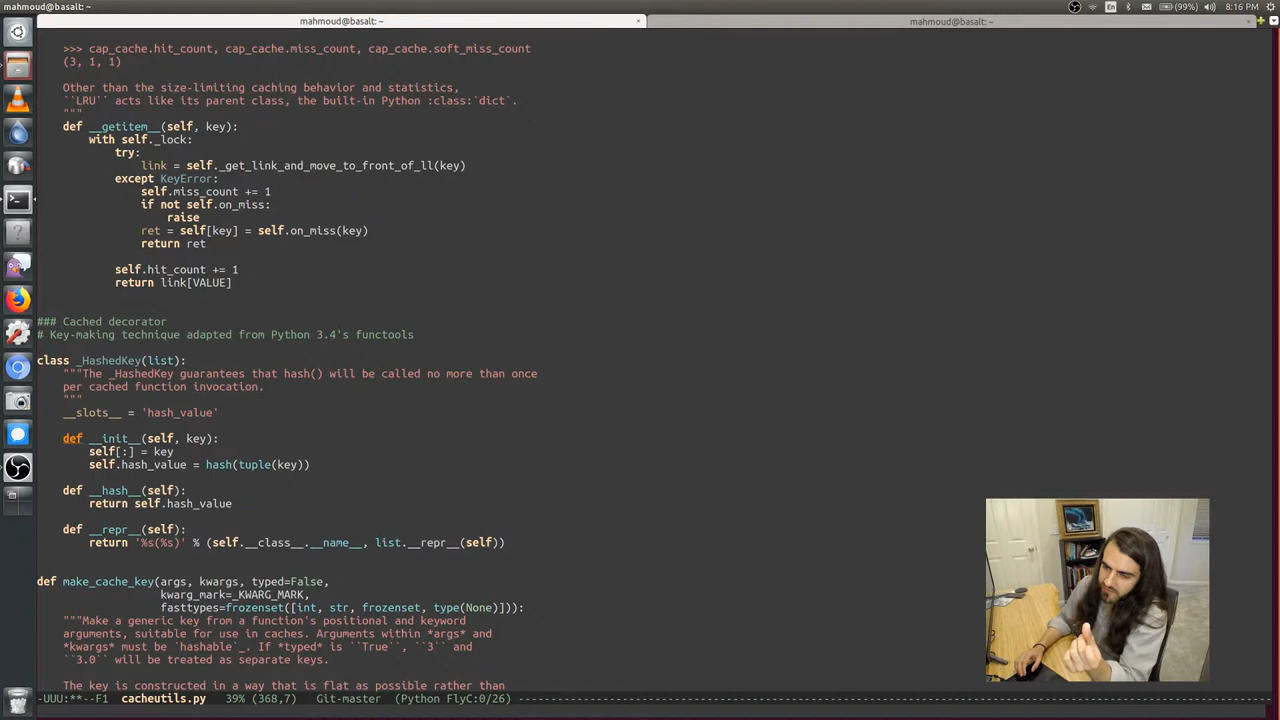 mahmoud@basalt: ~
En
(99%)
8:16 PM
mahmoud@basalt: ~
mahmoud@basalt: ~
>>> cap_cache.hit_count, cap_cache.miss_count, cap_cache.soft_miss_count
(3, 1, 1)
Other than the size-limiting caching behavior and statistics,
``LRU`` acts like its parent class, the built-in Python :class:`dict`.
"""
def __getitem__(self, key):
with self._lock:
try:
link = self._get_link_and_move_to_front_of_ll(key)
except KeyError:
self.miss_count += 1
if not self.on_miss:
raise
ret = self[key] = self.on_miss(key)
return ret
self.hit_count += 1
return link[VALUE]
### Cached decorator
# Key-making technique adapted from Python 3.4's functools
class _HashedKey(list):
"""The _HashedKey guarantees that hash() will be called no more than once
per cached function invocation.
"""
__slots__ = 'hash_value'
def __init__(self, key):
self[:] = key
self.hash_value = hash(tuple(key))
def __hash__(self):
return self.hash_value
def __repr__(self):
return '%s(%s)' % (self.__class__.__name__, list.__repr__(self))
def make_cache_key(args, kwargs, typed=False,
kwarg_mark=_KWARG_MARK,
fasttypes=frozenset([int, str, frozenset, type(None)])):
"""Make a generic key from a function's positional and keyword
arguments, suitable for use in caches. Arguments within *args* and
*kwargs* must be `hashable`_. If *typed* is ``True``, ``3`` and
``3.0`` will be treated as separate keys.
The key is constructed in a way that is flat as possible rather than
-UUU:**--F1 cacheutils.py 39% (368,7) Git-master (Python FlyC:0/26)